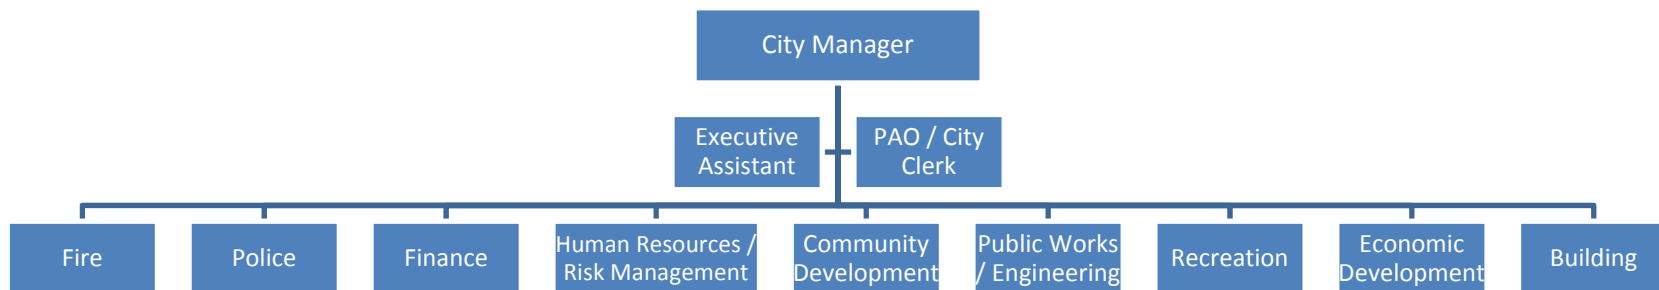 City Manager
Executive
Assistant
PAO / City
Clerk
Fire
Police
Finance
Human Resources /
Risk Management
Community
Development
Public Works
/ Engineering
Recreation
Economic
Development
Building